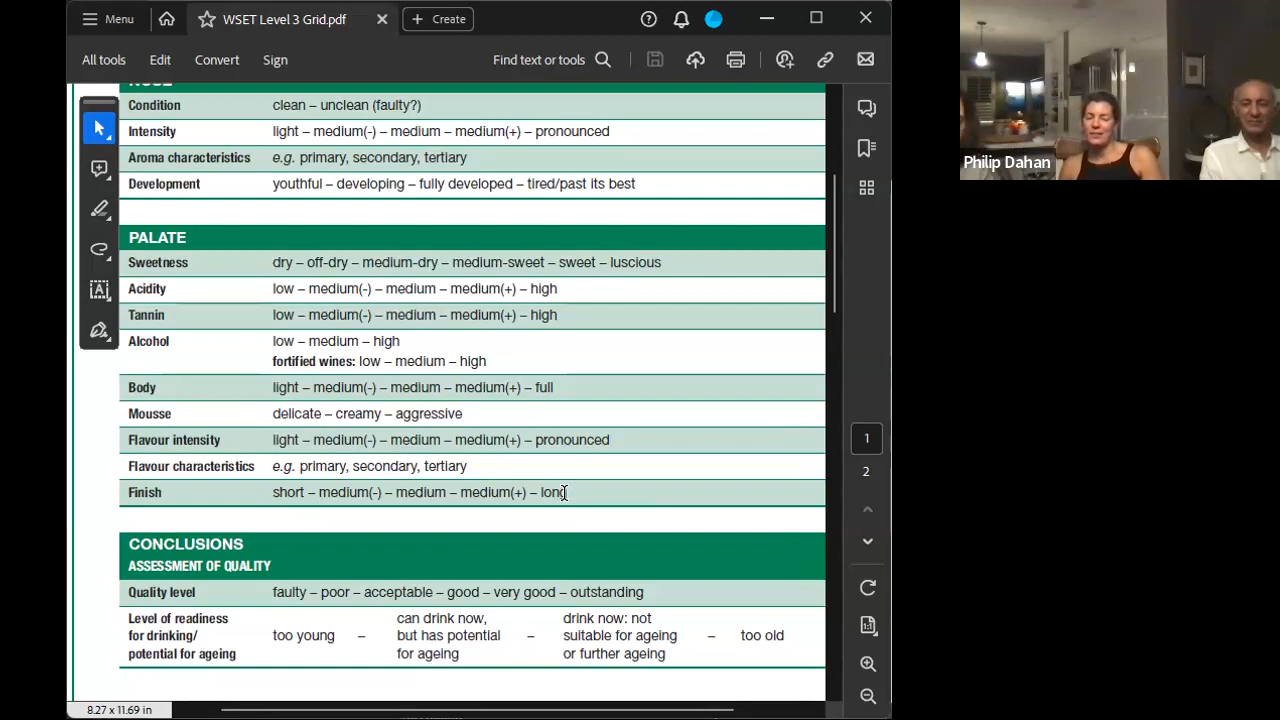 Menu
WSET Level 3 Grid.pdf
Create
All tools
Edit
Convert
Sign
Find text or tools
Condition clean – unclean (faulty?)
Intensity light – medium(-) – medium – medium(+) – pronounced
Aroma characteristics e.g. primary, secondary, tertiary
Development youthful – developing – fully developed – tired/past its best
PALATE
Sweetness dry – off-dry – medium-dry – medium-sweet – sweet – luscious
Acidity low – medium(-) – medium – medium(+) – high
Tannin low – medium(-) – medium – medium(+) – high
Alcohol low – medium – high
fortified wines: low – medium – high
Body light – medium(-) – medium – medium(+) – full
Mousse delicate – creamy – aggressive
Flavour intensity light – medium(-) – medium – medium(+) – pronounced
Flavour characteristics e.g. primary, secondary, tertiary
Finish short – medium(-) – medium – medium(+) – long
CONCLUSIONS
ASSESSMENT OF QUALITY
Quality level faulty – poor – acceptable – good – very good – outstanding
Level of readiness
for drinking/
potential for ageing
too young –
can drink now,
but has potential
for ageing
–
drink now: not
suitable for ageing
or further ageing
– too old
1
2
1:1
8.27 x 11.69 in
Philip Dahan